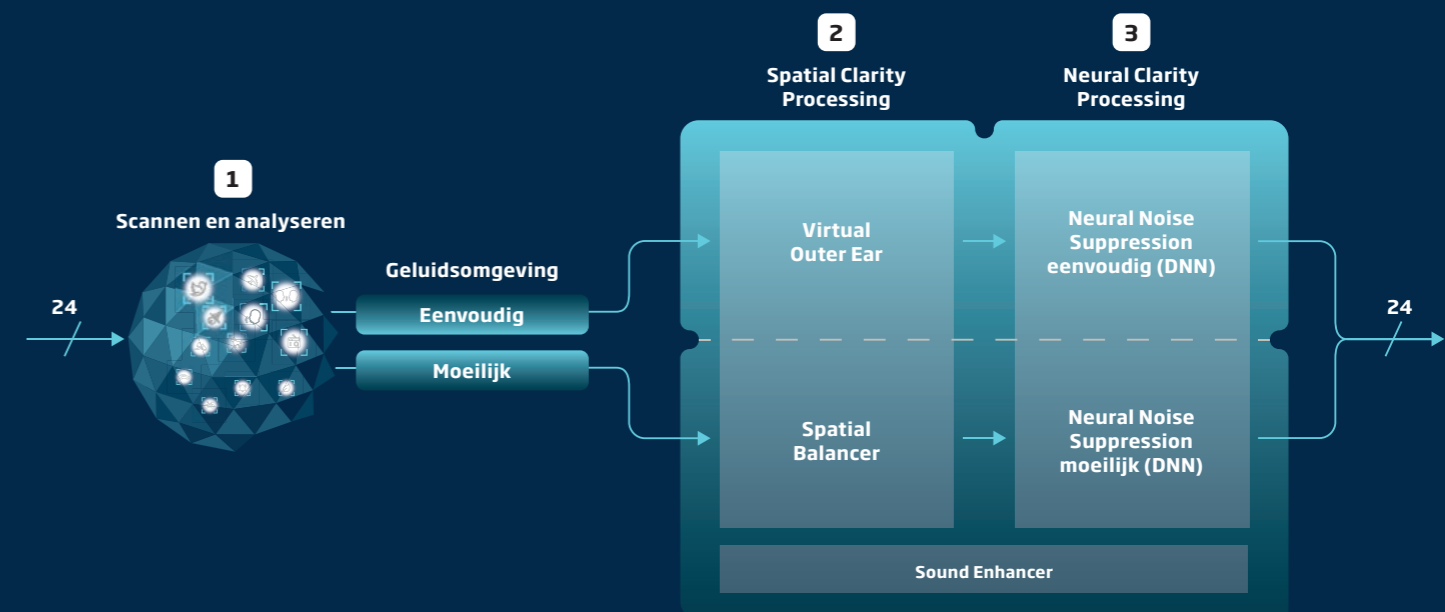 1
Scannen en analyseren
24
Geluidsomgeving
Eenvoudig
Moeilijk
2
Spatial Clarity
Processing
3
Neural Clarity
Processing
Virtual
Outer Ear
Neural Noise
Suppression
eenvoudig (DNN)
Spatial
Balancer
Neural Noise
Suppression
moeilijk (DNN)
Sound Enhancer
24